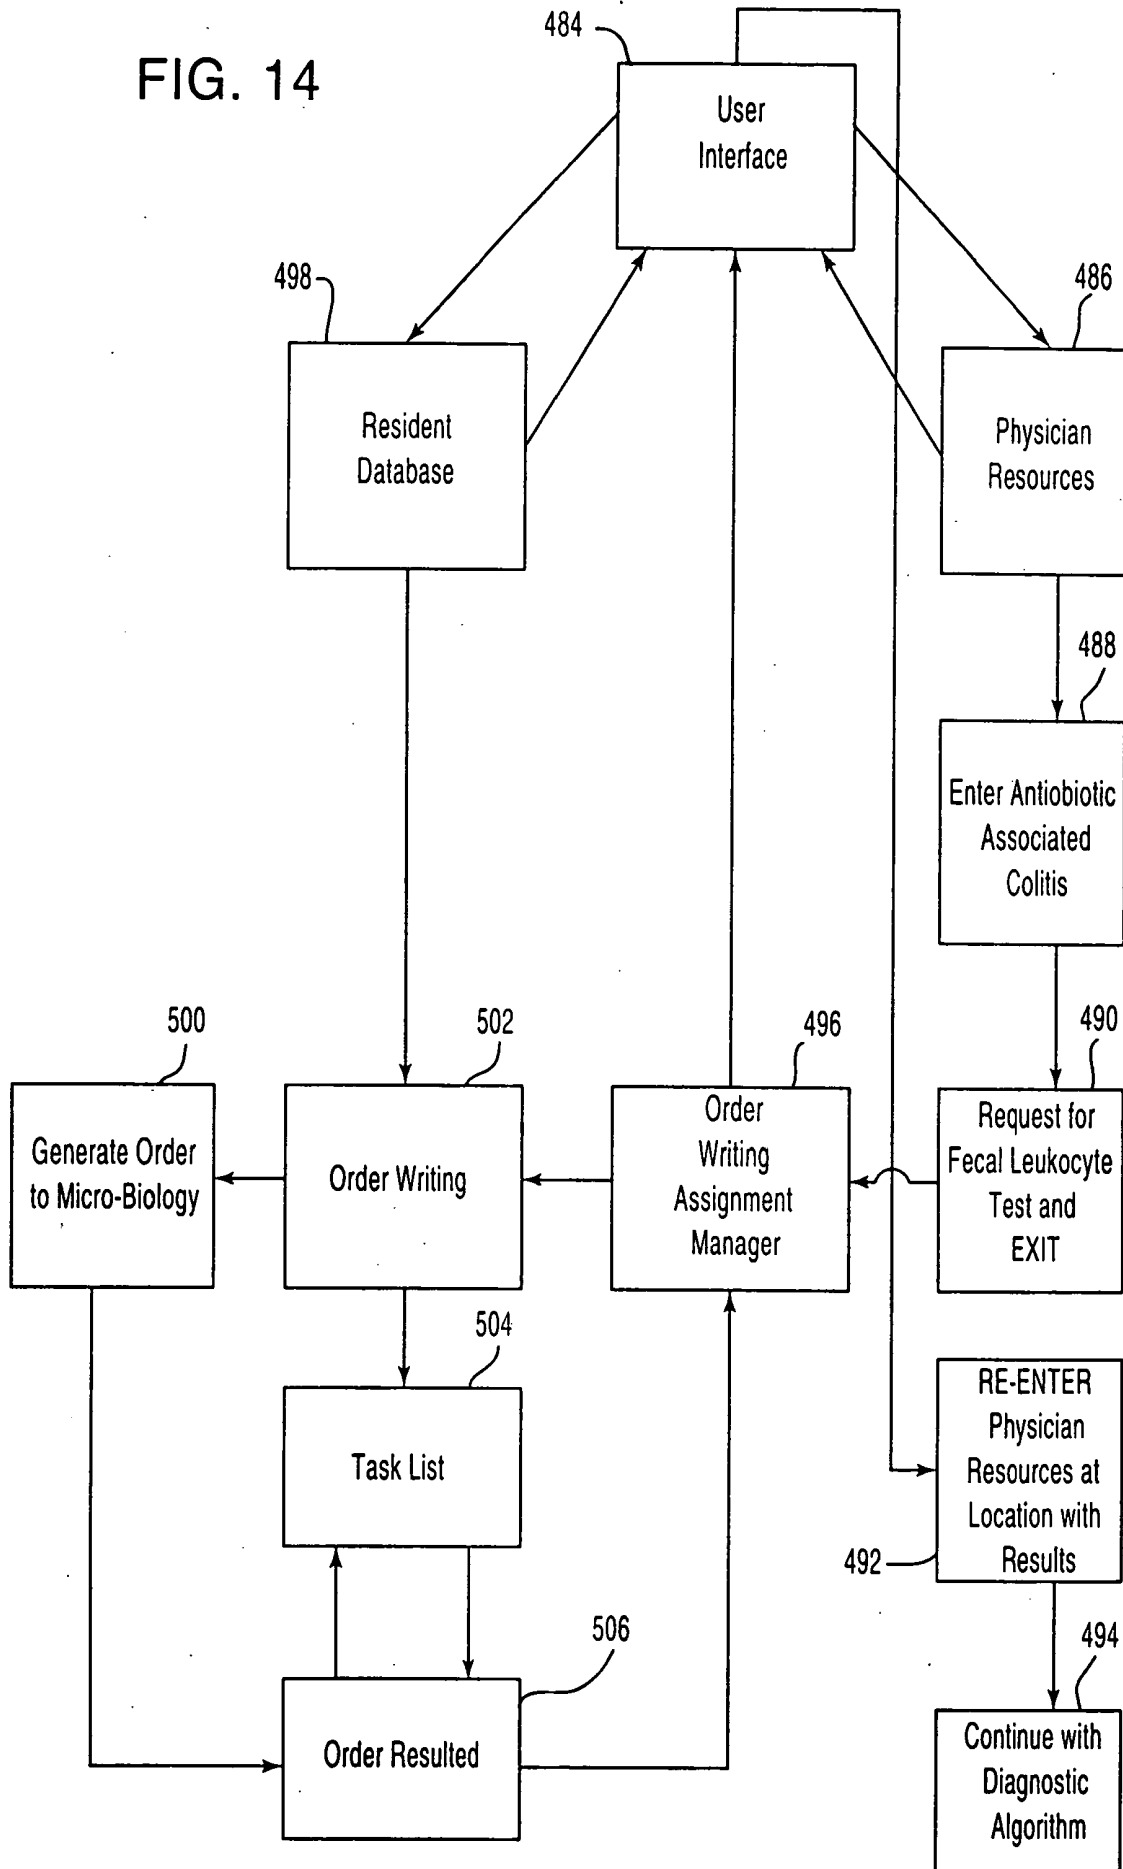 FIG. 14
484
User
Interface
498
Resident
Database
486
Physician
Resources
488
Enter Antiobiotic
Associated
Colitis
500
Generate Order
to Micro-Biology
502
Order Writing
496
Order
Writing
Assignment
Manager
490
Request for
Fecal Leukocyte
Test and
EXIT
504
Task List
RE-ENTER
Physician
Resources at
Location with
Results
492
506
Order Resulted
494
Continue with
Diagnostic
Algorithm